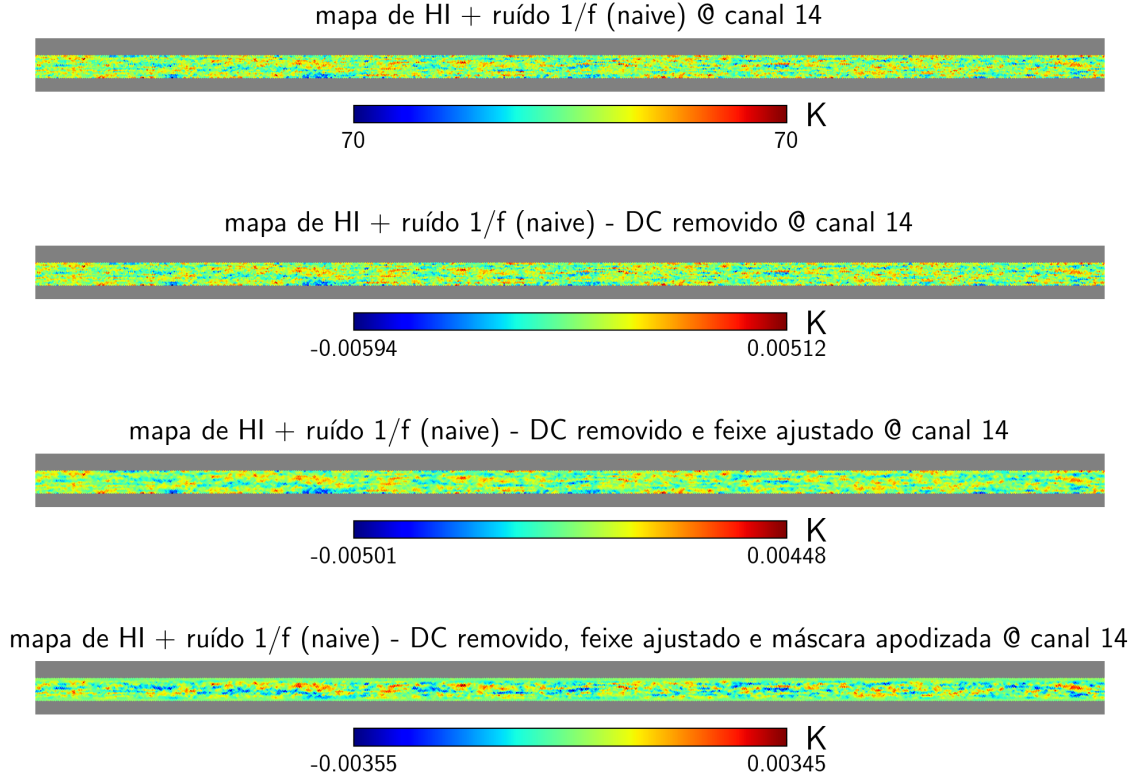 mapa de HI + ruído 1/f (naive) @ canal 14
K
70 70
mapa de HI + ruído 1/f (naive) - DC removido @ canal 14
K
-0.00594 0.00512
mapa de HI + ruído 1/f (naive) - DC removido e feixe ajustado @ canal 14
K
-0.00501 0.00448
mapa de HI + ruído 1/f (naive) - DC removido, feixe ajustado e máscara apodizada @ canal 14
K
-0.00355 0.00345